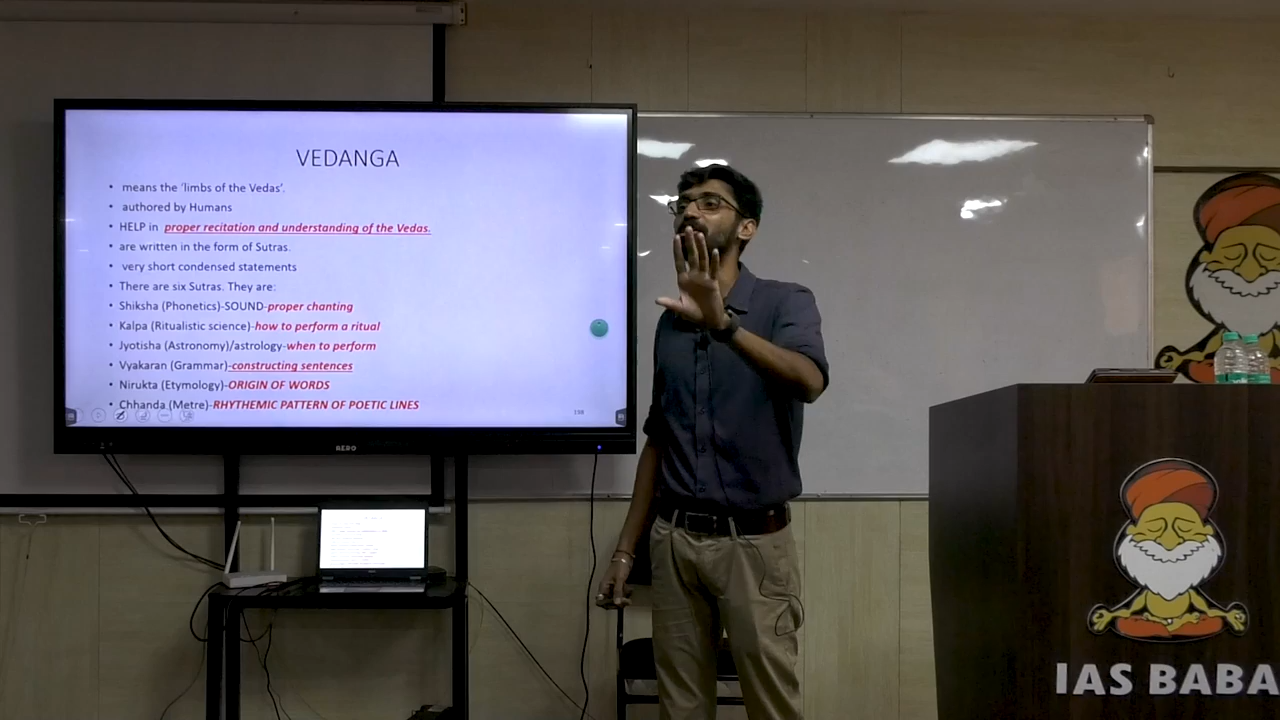 VEDANGA
• means the 'limbs of the Vedas'.
• authored by Humans
• HELP in proper recitation and understanding of the Vedas.
• are written in the form of Sutras.
• very short condensed statements
• There are six Sutras. They are:
• Shiksha (Phonetics)-SOUND-proper chanting
• Kalpa (Ritualistic science)-how to perform a ritual
• Jyotisha (Astronomy)/astrology-when to perform
• Vyakaran (Grammar)-constructing sentences
• Nirukta (Etymology)-ORIGIN OF WORDS
• Chhanda (Metre)-RHYTHEMIC PATTERN OF POETIC LINES
IAS BABA